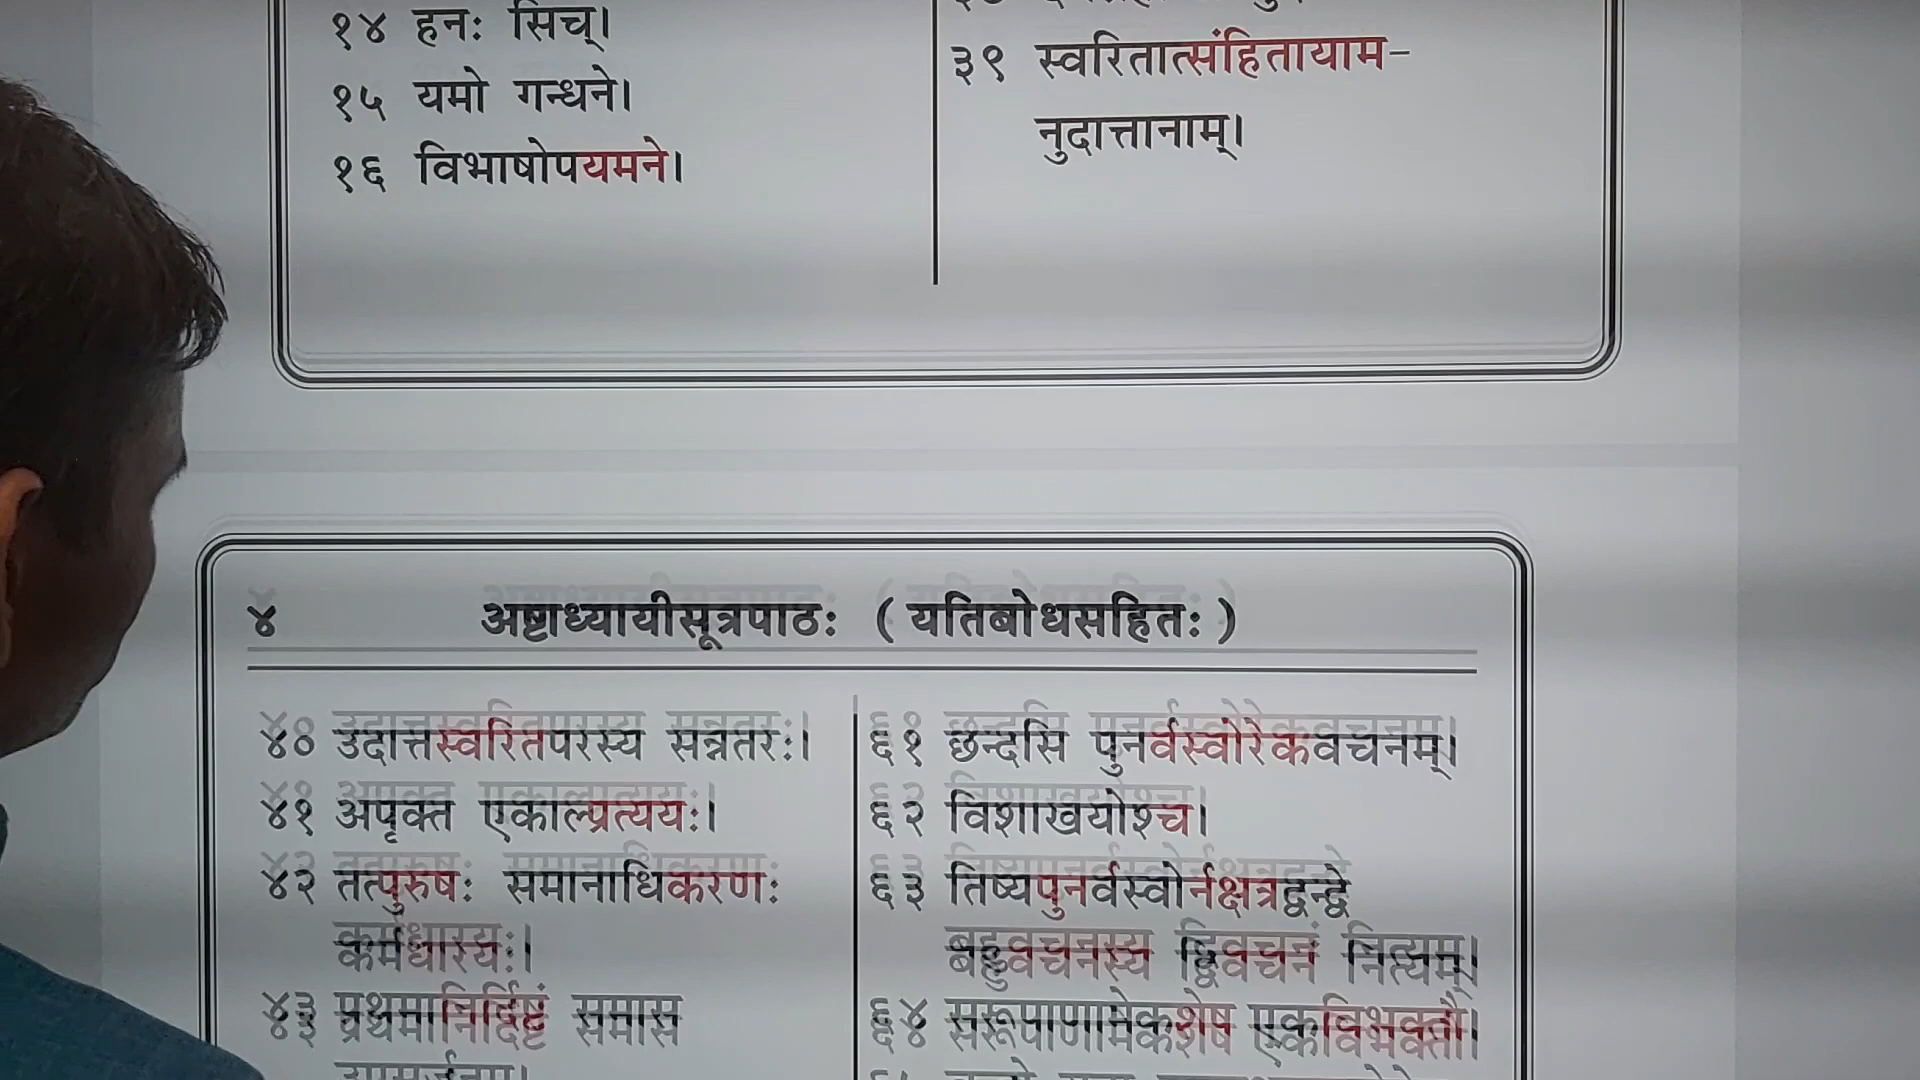 १४ हनः सिच्।
१५ यमो गन्धने।
१६ विभाषोपयमने।
३९ स्वरितात्संहितायाम-
नुदात्तानाम्।
४ अष्टाध्यायीसूत्रपाठः ( यतिबोधसहितः )
४० उदात्तस्वरितपरस्य सन्नतरः।
४१ अपृक्त एकाल्प्रत्ययः।
४२ तत्पुरुषः समानाधिकरणः
कर्मधारयः।
४३ प्रथमानिर्दिष्टं समास
६१ छन्दसि पुनर्वस्वोरेकवचनम्।
६२ विशाखयोश्च।
६३ तिष्यपुनर्वस्वोर्नक्षत्रद्वन्द्वे
बहुवचनस्य द्विवचनं नित्यम्।
६४ सरूपाणामेकशेष एकविभक्तौ।